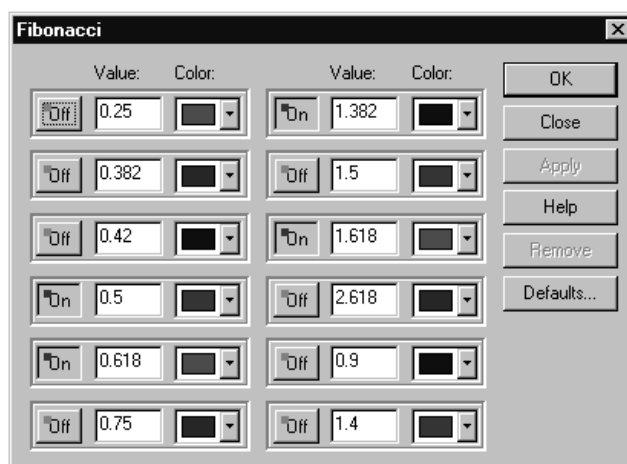 Fibonacci
Value: Color: Value: Color:
Off 0.25 On 1.382
Off 0.382 Off 1.5
Off 0.42 On 1.618
On 0.5 Off 2.618
On 0.618 Off 0.9
Off 0.75 Off 1.4
OK
Close
Apply
Help
Remove
Defaults...